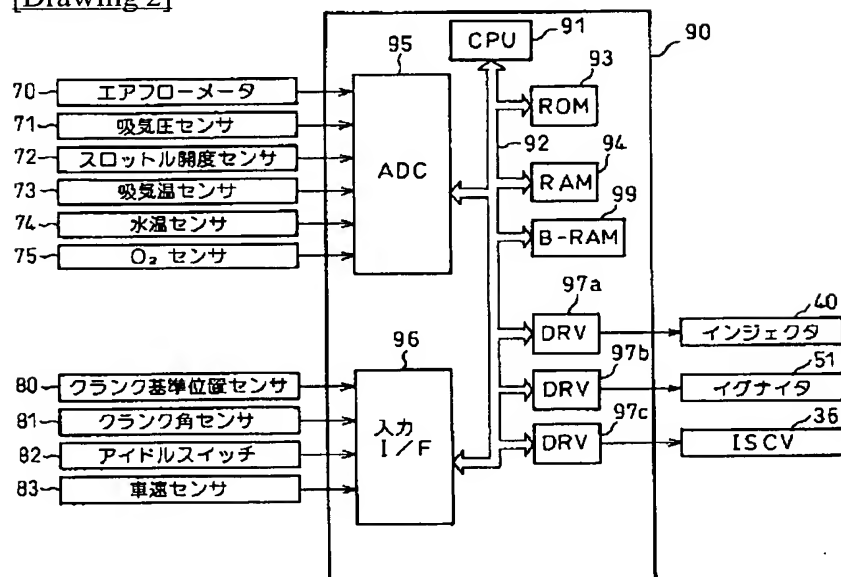 [Drawing 2]
90
CPU 91
95
93
ROM
92
94
RAM
99
B-RAM
ADC
70 エアフローメータ
71 吸気圧センサ
72 スロットル開度センサ
73 吸気温センサ
74 水温センサ
75 O₂ センサ
97a
DRV
40
インジェクタ
97b
DRV
51
イグナイタ
97c
DRV
36
ISCV
96
入力
I/F
80 クランク基準位置センサ
81 クランク角センサ
82 アイドルスイッチ
83 車速センサ